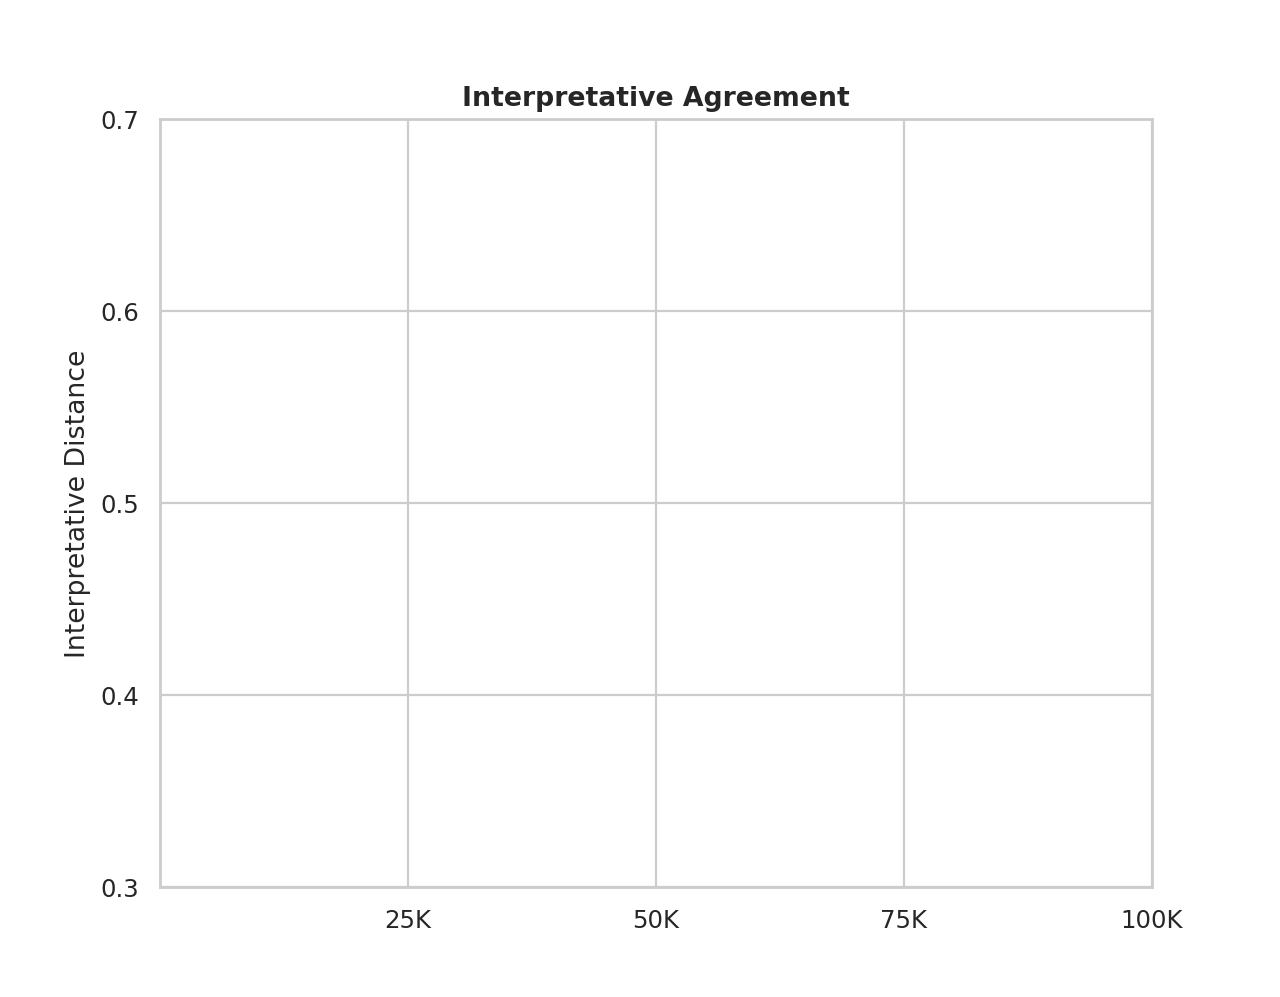 Interpretative Agreement
0.7
0.6
0.5
0.4
0.3
Interpretative Distance
25K 50K 75K 100K